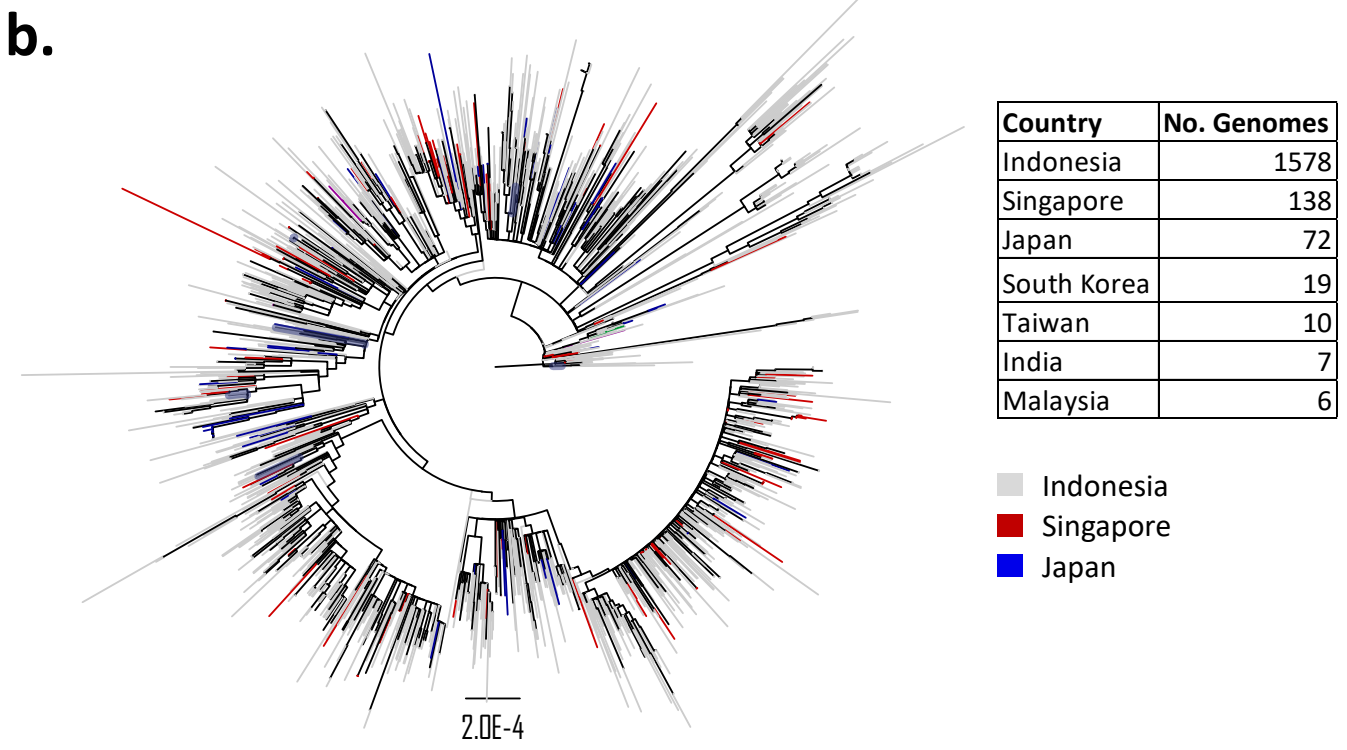 b.
Country No. Genomes
Indonesia 1578
Singapore 138
Japan 72
South Korea 19
Taiwan 10
India 7
Malaysia 6
Indonesia
Singapore
Japan
2.0E-4